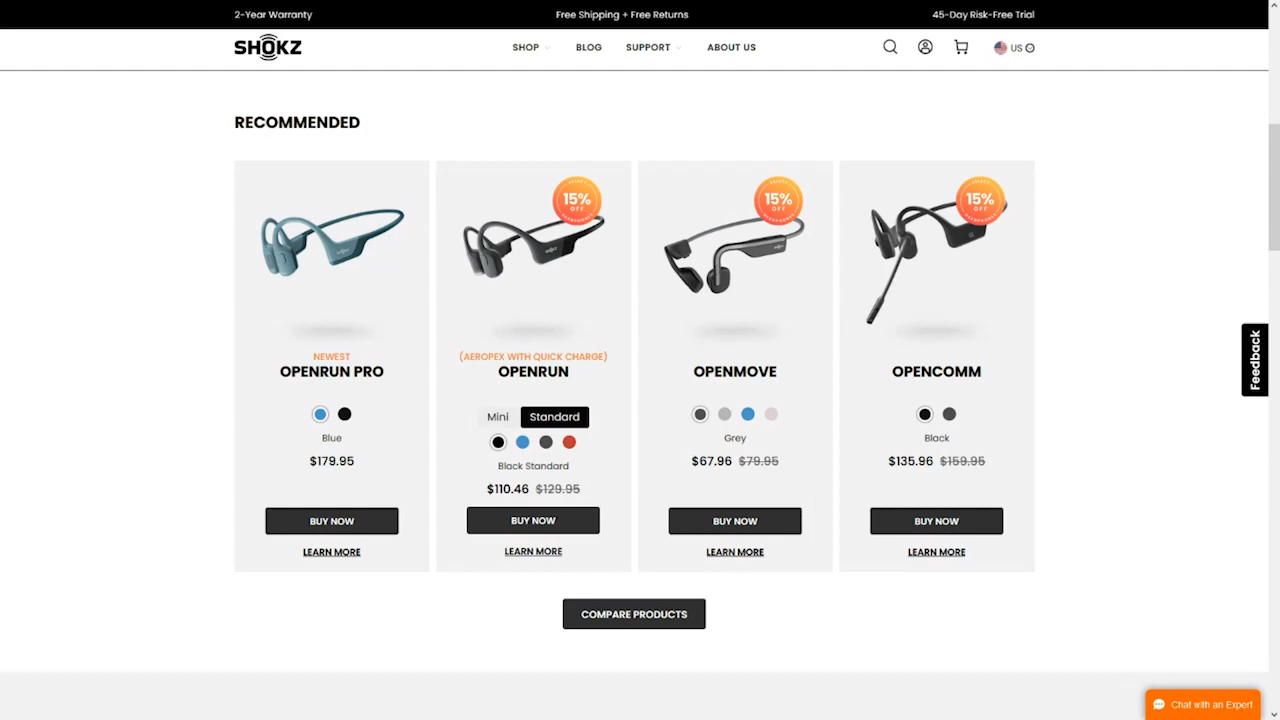 2-Year Warranty
Free Shipping + Free Returns
45-Day Risk-Free Trial
SHOKZ
SHOP
BLOG
SUPPORT
ABOUT US
US
RECOMMENDED
NEWEST
OPENRUN PRO
Blue
$179.95
BUY NOW
LEARN MORE
15%
OFF
(AEROPEX WITH QUICK CHARGE)
OPENRUN
Mini
Standard
Black Standard
$110.46 $129.95
BUY NOW
LEARN MORE
15%
OFF
OPENMOVE
Grey
$67.96 $79.95
BUY NOW
LEARN MORE
15%
OFF
OPENCOMM
Black
$135.96 $159.95
BUY NOW
LEARN MORE
COMPARE PRODUCTS
Feedback
Chat with an Expert